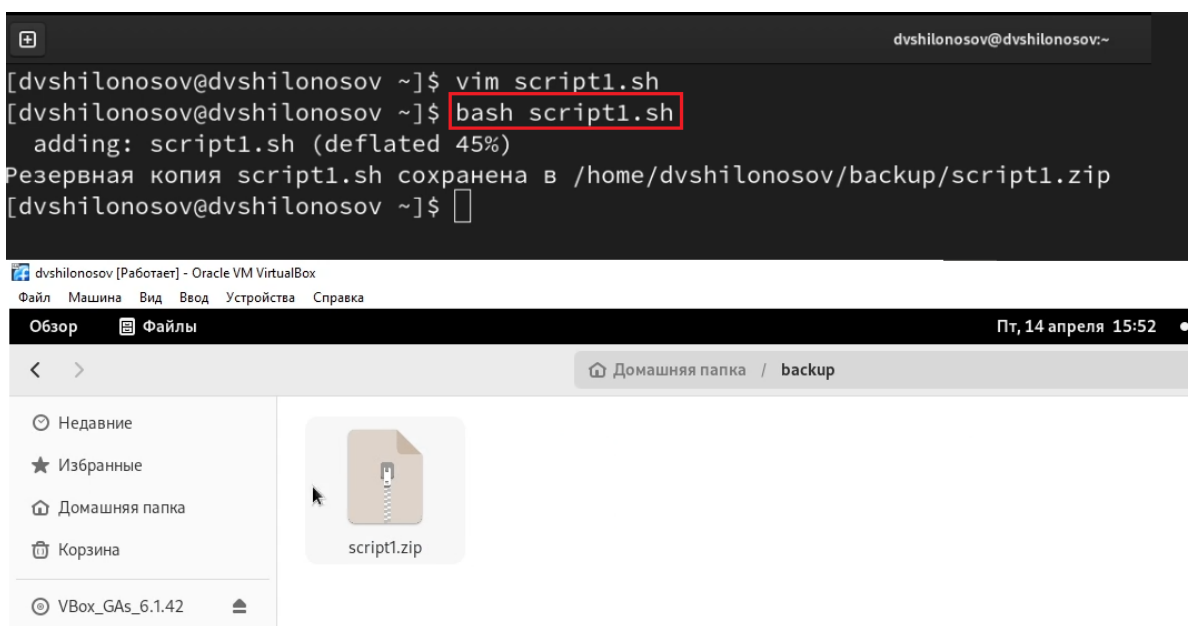 dvshilonosov@dvshilonosov:~
[dvshilonosov@dvshilonosov ~]$ vim script1.sh
[dvshilonosov@dvshilonosov ~]$ bash script1.sh
adding: script1.sh (deflated 45%)
Резервная копия script1.sh сохранена в /home/dvshilonosov/backup/script1.zip
[dvshilonosov@dvshilonosov ~]$
dvshilonosov [Работает] - Oracle VM VirtualBox
Файл Машина Вид Ввод Устройства Справка
Обзор Файлы Пт, 14 апреля 15:52
Домашняя папка / backup
Недавние
Избранные
Домашняя папка
Корзина
script1.zip
VBox_GAs_6.1.42